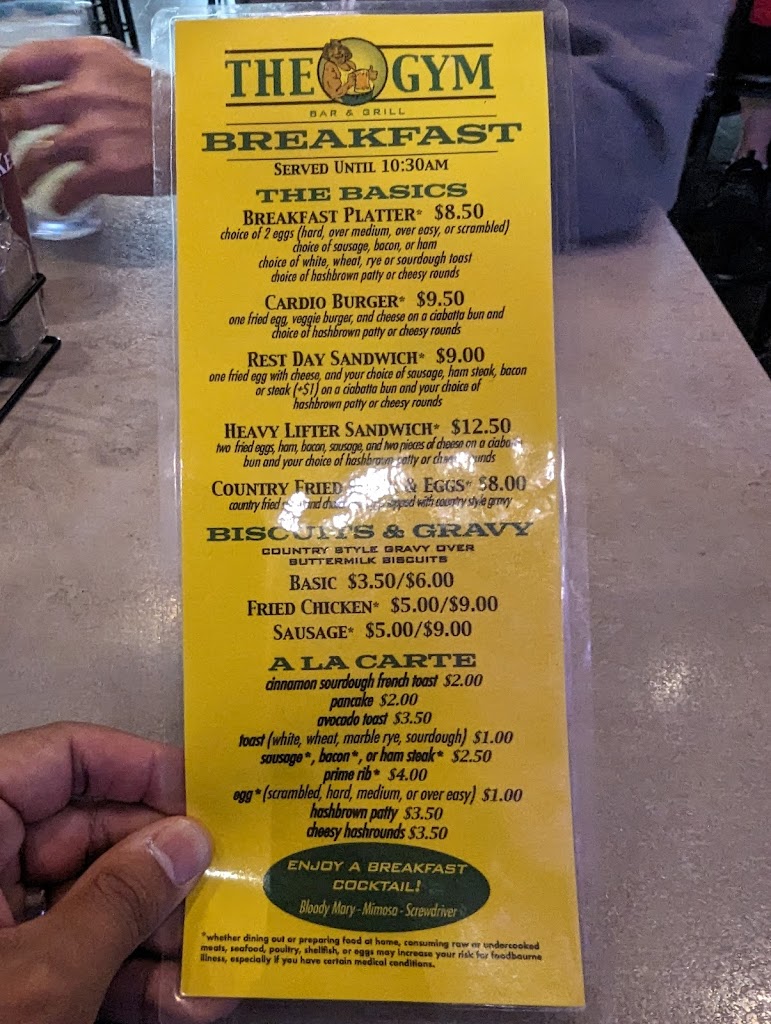 THE GYM
BAR & GRILL
BREAKFAST
SERVED UNTIL 10:30AM
THE BASICS
BREAKFAST PLATTER* $8.50
choice of 2 eggs (hard, over medium, over easy, or scrambled)
choice of sausage, bacon, or ham
choice of white, wheat, rye or sourdough toast
choice of hashbrown patty or cheesy rounds
CARDIO BURGER* $9.50
one fried egg, veggie burger, and cheese on a ciabatta bun and
choice of hashbrown patty or cheesy rounds
REST DAY SANDWICH* $9.00
one fried egg with cheese, and your choice of sausage, ham steak, bacon
or steak (+$1) on a ciabatta bun and your choice of
hashbrown patty or cheesy rounds
HEAVY LIFTER SANDWICH* $12.50
two fried eggs, ham, bacon, sausage, and two pieces of cheese on a ciabatta
bun and your choice of hashbrown patty or cheesy rounds
COUNTRY FRIED & EGGS* $8.00
country fried topped with country style gravy
BISCUITS & GRAVY
COUNTRY STYLE GRAVY OVER
BUTTERMILK BISCUITS
BASIC $3.50/$6.00
FRIED CHICKEN* $5.00/$9.00
SAUSAGE* $5.00/$9.00
A LA CARTE
cinnamon sourdough french toast $2.00
pancake $2.00
avocado toast $3.50
toast (white, wheat, marble rye, sourdough) $1.00
sausage*, bacon*, or ham steak* $2.50
prime rib* $4.00
egg* (scrambled, hard, medium, or over easy) $1.00
hashbrown patty $3.50
cheesy hashrounds $3.50
ENJOY A BREAKFAST
COCKTAIL!
Bloody Mary - Mimosa - Screwdriver
*whether dining out or preparing food at home, consuming raw or undercooked
meats, seafood, poultry, shellfish, or eggs may increase your risk for foodbourne
illness, especially if you have certain medical conditions.